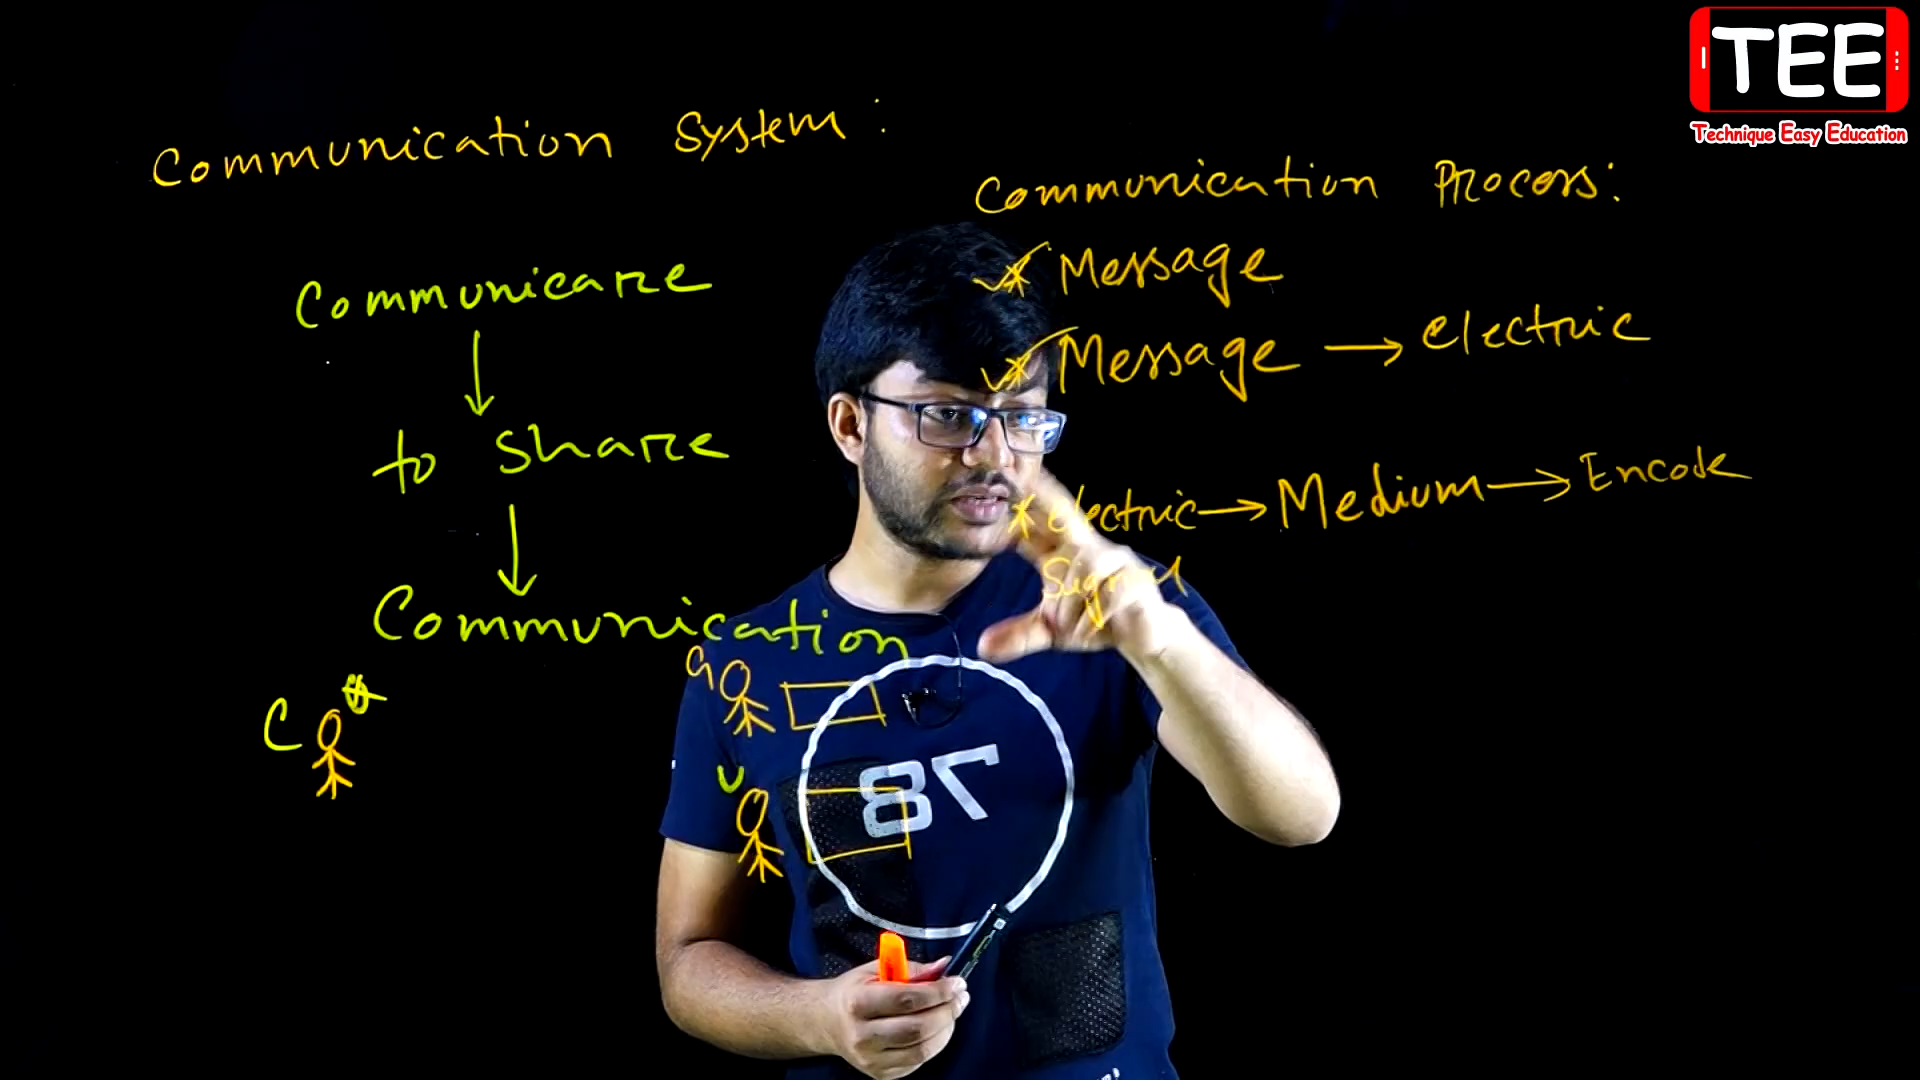 TEE
Technique Easy Education
Communication System:
Communicare
to share
Communication
C
G
U
Communication Process:
* Message
* Message → electric
* electric → Medium → Encode
Signal
78